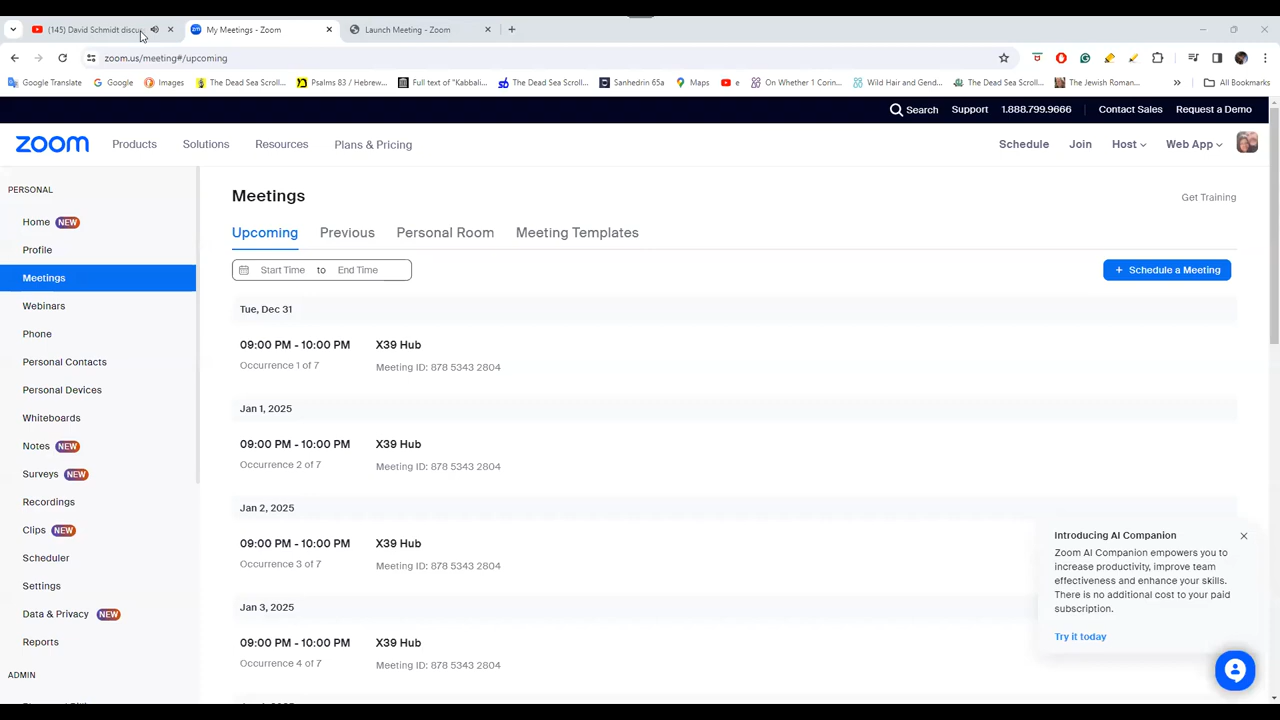 (145) David Schmidt discu
My Meetings - Zoom
Launch Meeting - Zoom
zoom.us/meeting#/upcoming
Google Translate
Google
Images
The Dead Sea Scroll...
Psalms 83 / Hebrew...
Full text of "Kabbali...
The Dead Sea Scroll...
Sanhedrin 65a
Maps
e
On Whether 1 Corin...
Wild Hair and Gend...
The Dead Sea Scroll...
The Jewish Roman...
All Bookmarks
Search
Support
1.888.799.9666
Contact Sales
Request a Demo
zoom
Products
Solutions
Resources
Plans & Pricing
Schedule
Join
Host
Web App
PERSONAL
Home NEW
Profile
Meetings
Webinars
Phone
Personal Contacts
Personal Devices
Whiteboards
Notes NEW
Surveys NEW
Recordings
Clips NEW
Scheduler
Settings
Data & Privacy NEW
Reports
ADMIN
Meetings
Get Training
Upcoming
Previous
Personal Room
Meeting Templates
Start Time to End Time
+ Schedule a Meeting
Tue, Dec 31
09:00 PM - 10:00 PM X39 Hub
Occurrence 1 of 7 Meeting ID: 878 5343 2804
Jan 1, 2025
09:00 PM - 10:00 PM X39 Hub
Occurrence 2 of 7 Meeting ID: 878 5343 2804
Jan 2, 2025
09:00 PM - 10:00 PM X39 Hub
Occurrence 3 of 7 Meeting ID: 878 5343 2804
Jan 3, 2025
09:00 PM - 10:00 PM X39 Hub
Occurrence 4 of 7 Meeting ID: 878 5343 2804
Introducing AI Companion
Zoom AI Companion empowers you to
increase productivity, improve team
effectiveness and enhance your skills.
There is no additional cost to your paid
subscription.
Try it today